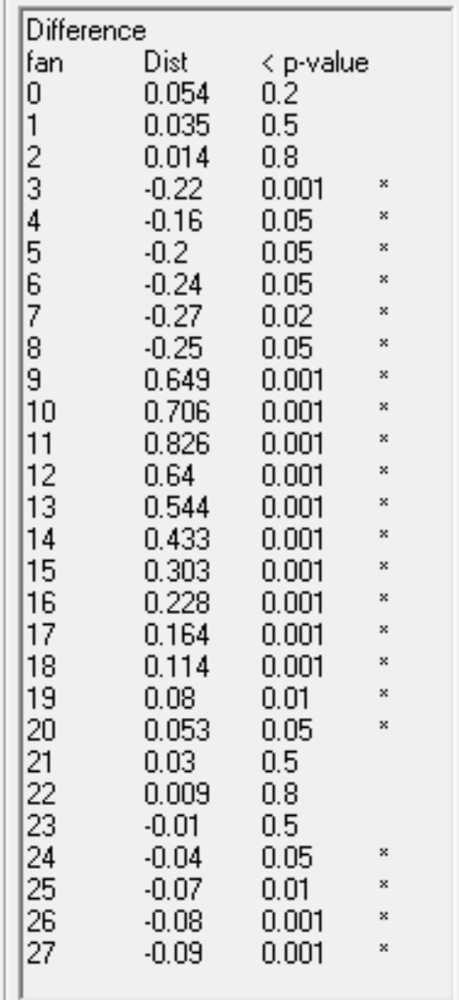 Difference
fan Dist < p-value
0 0.054 0.2
1 0.035 0.5
2 0.014 0.8
3 -0.22 0.001 *
4 -0.16 0.05 *
5 -0.2 0.05 *
6 -0.24 0.05 *
7 -0.27 0.02 *
8 -0.25 0.05 *
9 0.649 0.001 *
10 0.706 0.001 *
11 0.826 0.001 *
12 0.64 0.001 *
13 0.544 0.001 *
14 0.433 0.001 *
15 0.303 0.001 *
16 0.228 0.001 *
17 0.164 0.001 *
18 0.114 0.001 *
19 0.08 0.01 *
20 0.053 0.05 *
21 0.03 0.5
22 0.009 0.8
23 -0.01 0.5
24 -0.04 0.05 *
25 -0.07 0.01 *
26 -0.08 0.001 *
27 -0.09 0.001 *